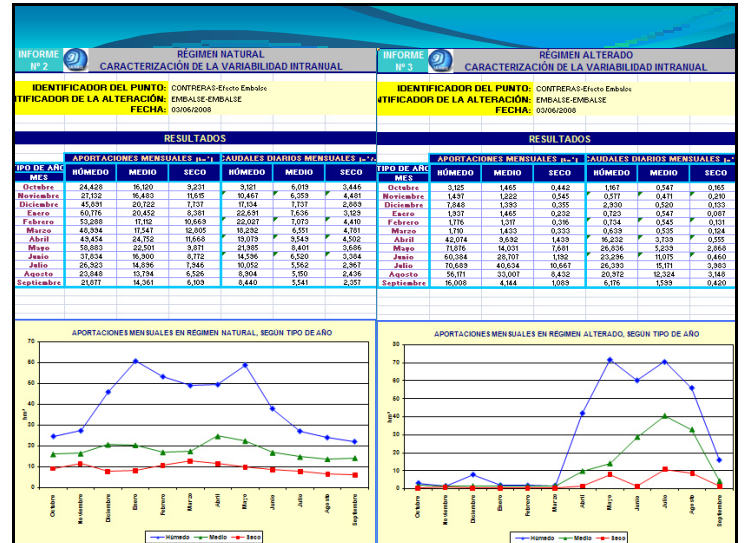 INFORME
Nº 2
RÉGIMEN NATURAL
CARACTERIZACIÓN DE LA VARIABILIDAD INTRANUAL
IDENTIFICADOR DEL PUNTO: CONTRERAS-Efecto Embalse
NTIFICADOR DE LA ALTERACIÓN: EMBALSE-EMBALSE
FECHA: 03/06/2008
RESULTADOS
APORTACIONES MENSUALES CAUDALES DIARIOS MENSUALES
TIPO DE AÑO HÚMEDO MEDIO SECO HÚMEDO MEDIO SECO
MES
Octubre 24,428 16,120 9,231 9,121 6,019 3,446
Noviembre 27,132 16,483 11,615 10,467 6,359 4,481
Diciembre 45,891 20,722 7,737 17,134 7,737 2,889
Enero 60,776 20,452 8,381 22,691 7,636 3,129
Febrero 53,288 17,112 10,669 22,027 7,073 4,410
Marzo 48,994 17,547 12,805 18,292 6,551 4,781
Abril 49,454 24,752 11,668 19,079 9,549 4,502
Mayo 58,883 22,501 9,871 21,985 8,401 3,686
Junio 37,834 16,900 8,772 14,596 6,520 3,384
Julio 26,923 14,896 7,946 10,052 5,562 2,967
Agosto 23,848 13,794 6,526 8,904 5,150 2,436
Septiembre 21,877 14,361 6,109 8,440 5,541 2,357
APORTACIONES MENSUALES EN RÉGIMEN NATURAL, SEGÚN TIPO DE AÑO
70
60
50
40
30
20
10
0
hm³
Octubre
Noviembre
Diciembre
Enero
Febrero
Marzo
Abril
Mayo
Junio
Julio
Agosto
Septiembre
Húmedo Medio Seco
INFORME
Nº 3
RÉGIMEN ALTERADO
CARACTERIZACIÓN DE LA VARIABILIDAD INTRANUAL
IDENTIFICADOR DEL PUNTO: CONTRERAS-Efecto Embalse
NTIFICADOR DE LA ALTERACIÓN: EMBALSE-EMBALSE
FECHA: 03/06/2008
RESULTADOS
APORTACIONES MENSUALES CAUDALES DIARIOS MENSUALES
TIPO DE AÑO HÚMEDO MEDIO SECO HÚMEDO MEDIO SECO
MES
Octubre 3,125 1,465 0,442 1,167 0,547 0,165
Noviembre 1,497 1,222 0,545 0,577 0,471 0,210
Diciembre 7,848 1,393 0,355 2,930 0,520 0,133
Enero 1,937 1,465 0,232 0,723 0,547 0,087
Febrero 1,776 1,317 0,316 0,734 0,545 0,131
Marzo 1,710 1,433 0,333 0,639 0,535 0,124
Abril 42,074 9,692 1,439 16,232 3,739 0,555
Mayo 71,876 14,031 7,681 26,836 5,239 2,868
Junio 60,384 28,707 1,192 23,296 11,075 0,460
Julio 70,689 40,634 10,667 26,393 15,171 3,983
Agosto 56,171 33,007 8,432 20,972 12,324 3,148
Septiembre 16,008 4,144 1,089 6,176 1,599 0,420
APORTACIONES MENSUALES EN RÉGIMEN ALTERADO, SEGÚN TIPO DE AÑO
80
70
60
50
40
30
20
10
0
hm³
Octubre
Noviembre
Diciembre
Enero
Febrero
Marzo
Abril
Mayo
Junio
Julio
Agosto
Septiembre
Húmedo Medio Seco